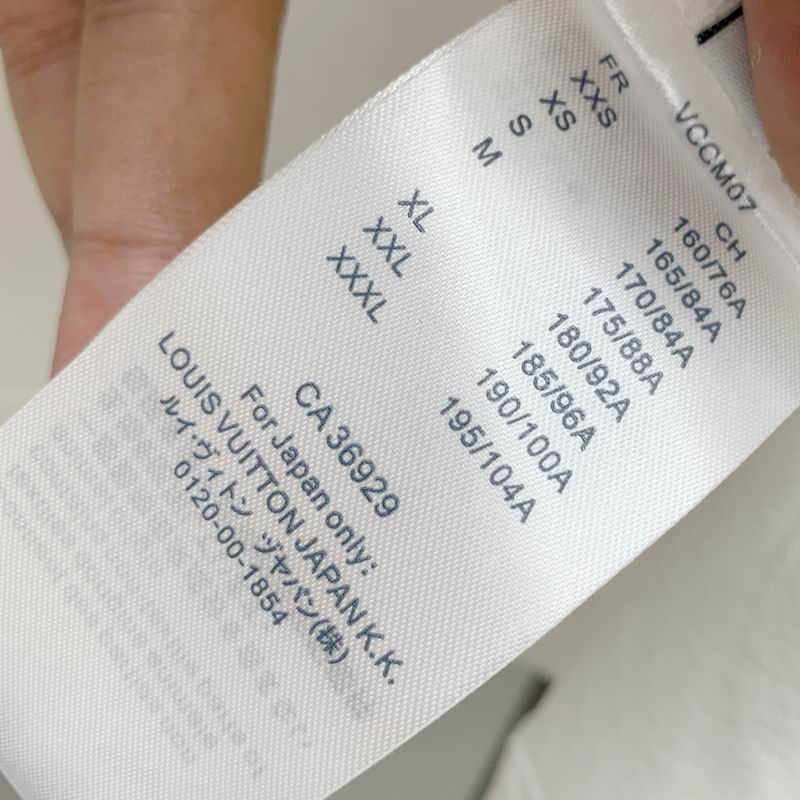 VCCM07
FR CH
XXS 160/76A
XS 165/84A
S 170/84A
M 175/88A
180/92A
XL 185/96A
XXL 190/100A
XXXL 195/104A
CA 36929
For Japan only:
LOUIS VUITTON JAPAN K.K.
ルイ・ヴィトン ヅヤパン(株)
0120-00-1854